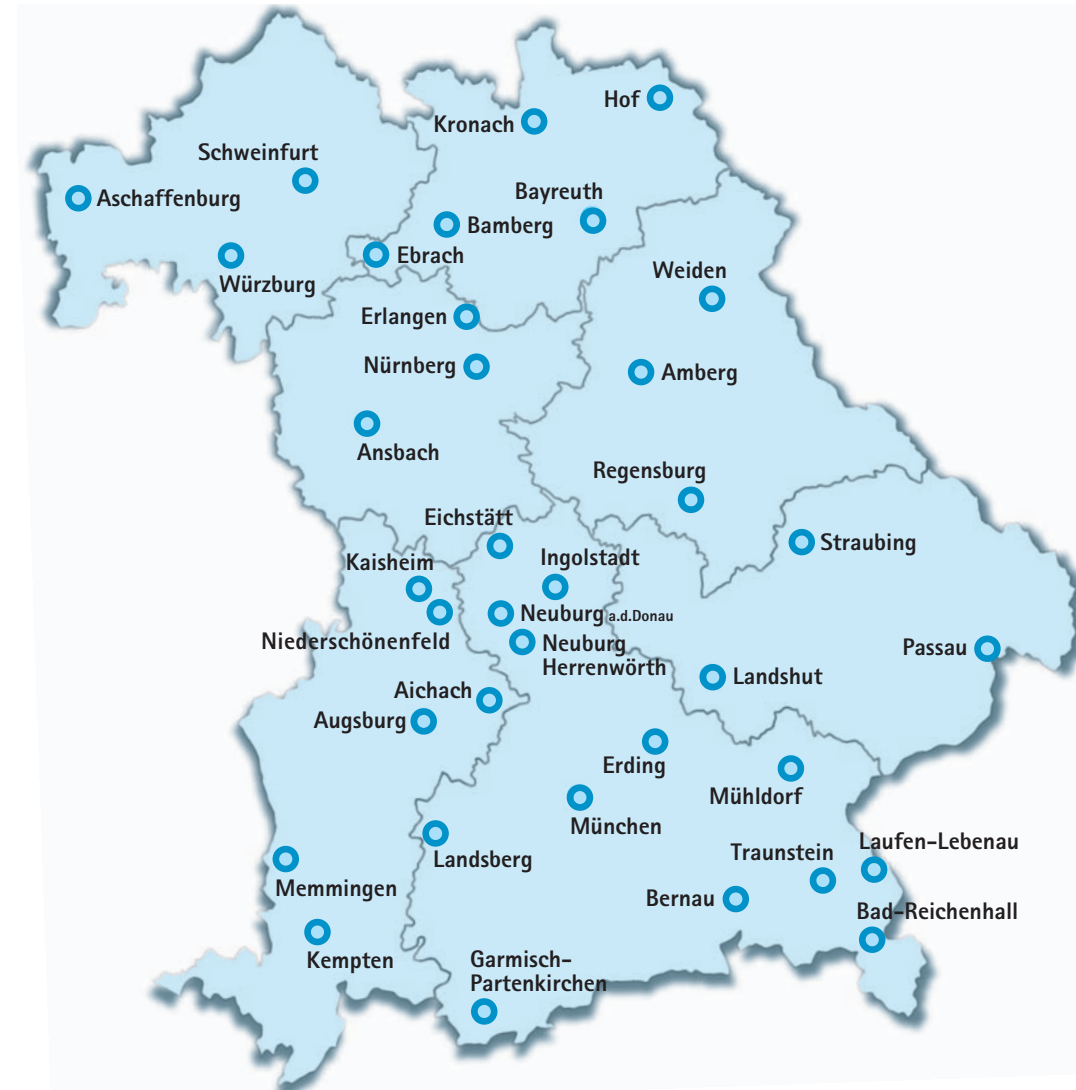 Hof
Kronach
Schweinfurt
Aschaffenburg
Bayreuth
Bamberg
Ebrach
Würzburg
Weiden
Erlangen
Nürnberg
Amberg
Ansbach
Regensburg
Eichstätt
Straubing
Ingolstadt
Kaisheim
Neuburg a.d.Donau
Niederschönenfeld
Neuburg
Herrenwörth
Passau
Landshut
Aichach
Augsburg
Erding
Mühldorf
München
Laufen-Lebenau
Traunstein
Landsberg
Memmingen
Bernau
Bad-Reichenhall
Kempten
Garmisch-
Partenkirchen